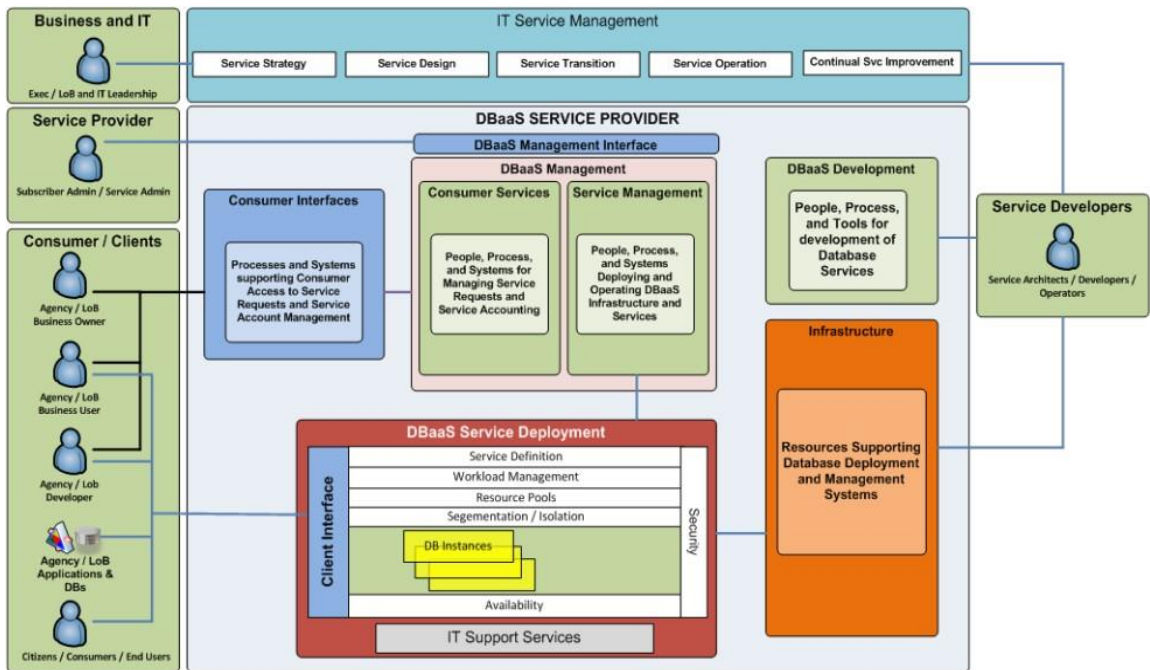 Business and IT
Exec / LoB and IT Leadership
IT Service Management
Service Strategy
Service Design
Service Transition
Service Operation
Continual Svc Improvement
Service Provider
Subscriber Admin / Service Admin
DBaaS SERVICE PROVIDER
DBaaS Management Interface
DBaaS Management
Consumer Services
People, Process,
and Systems for
Managing Service
Requests and
Service Accounting
Service Management
People, Process,
and Systems
Deploying and
Operating DBaaS
Infrastructure and
Services
Consumer Interfaces
Processes and Systems
supporting Consumer
Access to Service
Requests and Service
Account Management
DBaaS Development
People, Process,
and Tools for
development of
Database
Services
Service Developers
Service Architects / Developers /
Operators
Consumer / Clients
Agency / LoB
Business Owner
Agency / LoB
Business User
Agency / Lob
Developer
Agency / LoB
Applications &
DBs
Citizens / Consumers / End Users
DBaaS Service Deployment
Client Interface
Service Definition
Workload Management
Resource Pools
Segementation / Isolation
DB Instances
Availability
Security
IT Support Services
Infrastructure
Resources Supporting
Database Deployment
and Management
Systems